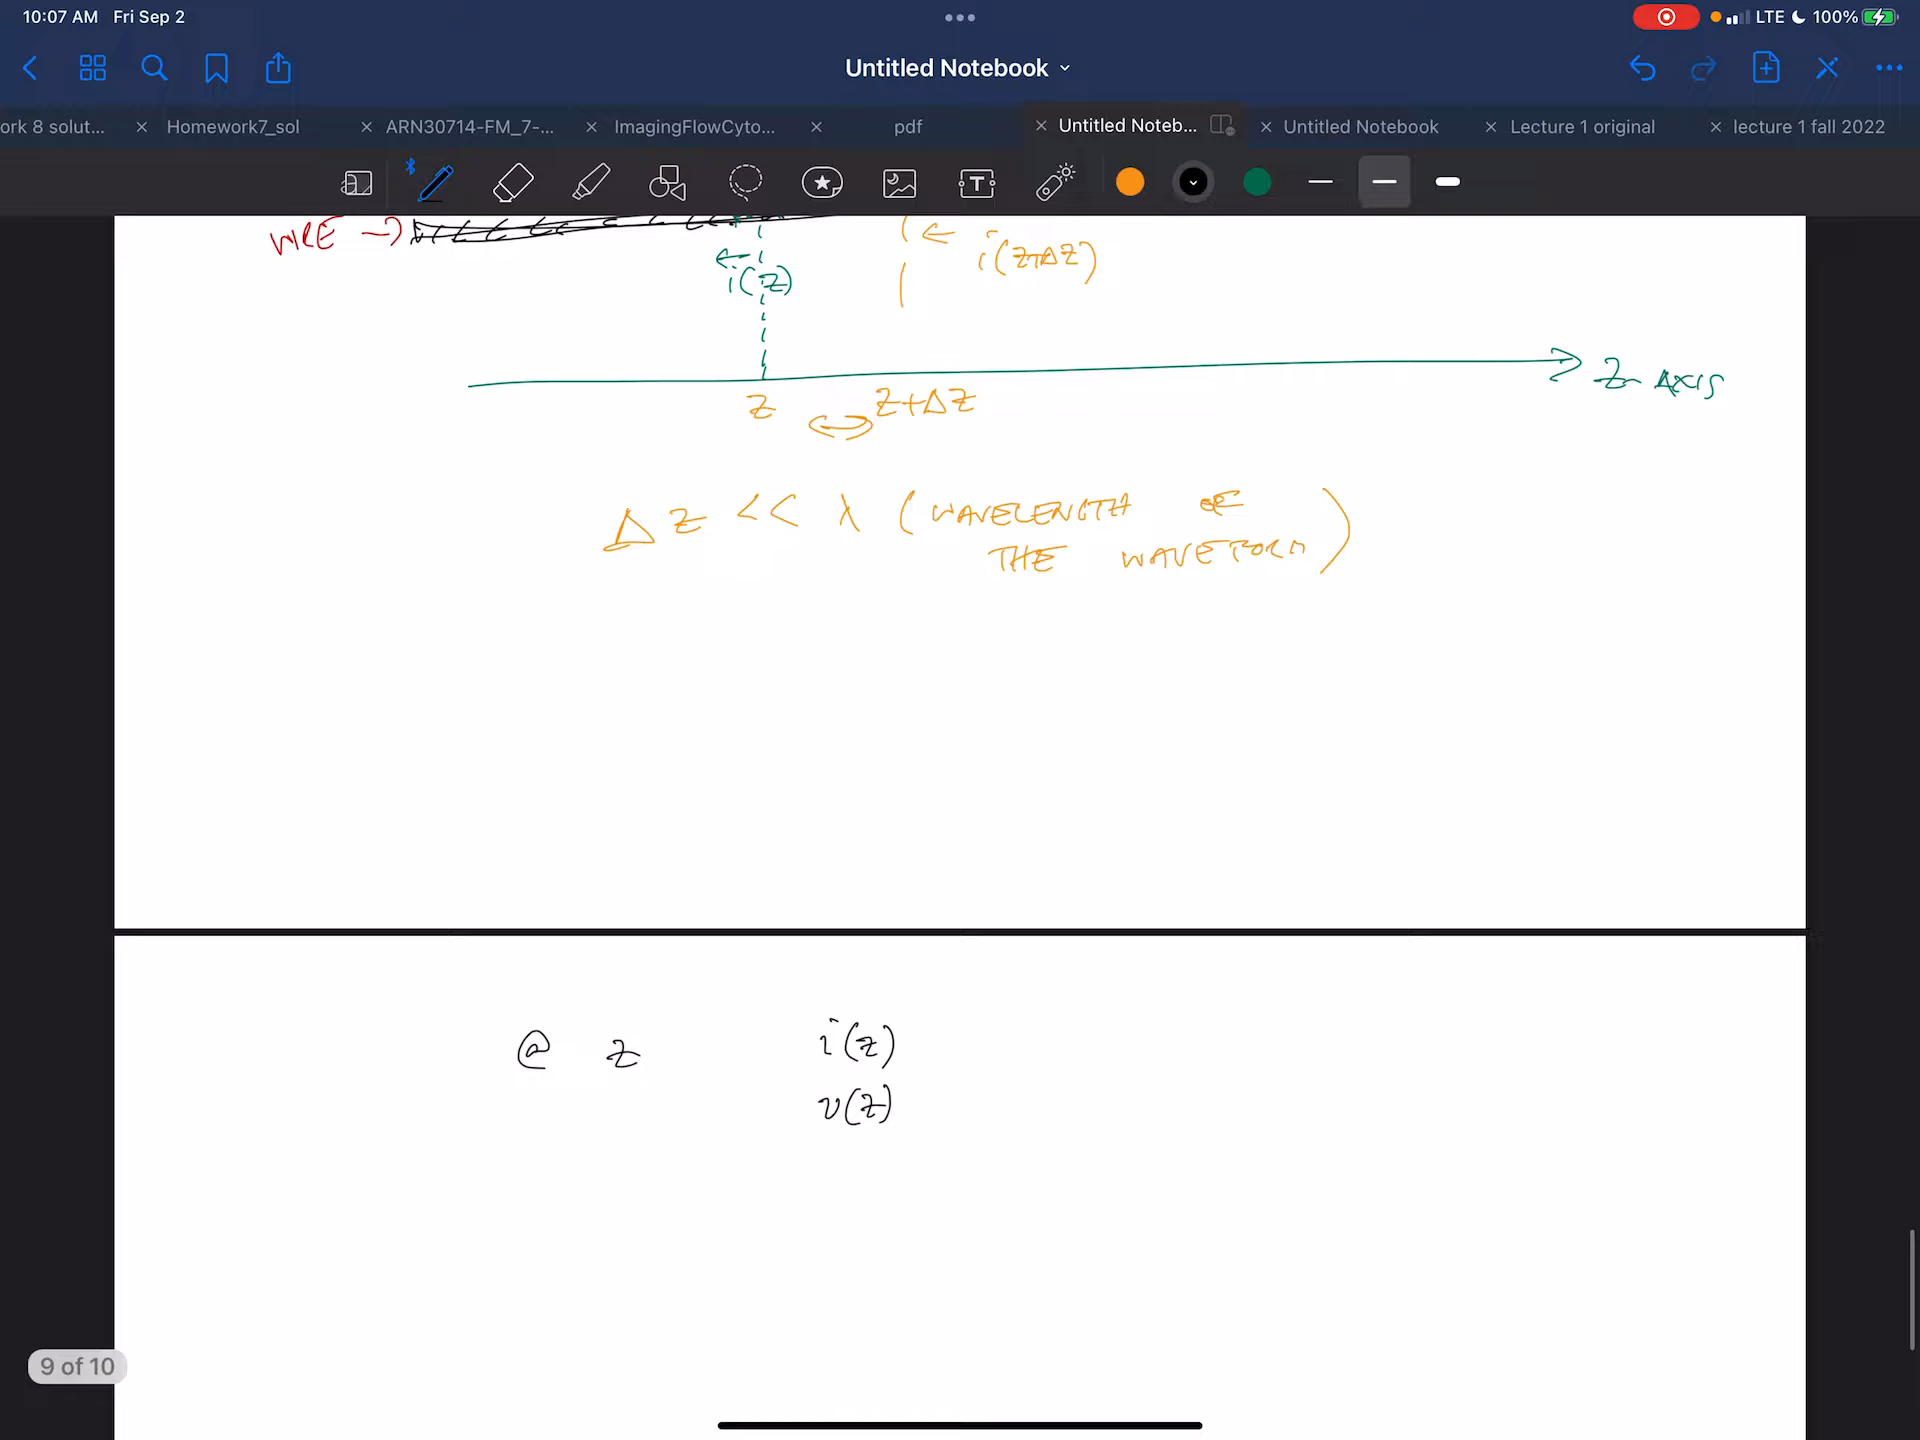 10:07 AM Fri Sep 2
LTE 100%
Untitled Notebook
ork 8 solut... Homework7_sol ARN30714-FM_7-... ImagingFlowCyto... pdf Untitled Noteb... Untitled Notebook Lecture 1 original lecture 1 fall 2022
WIRE → ← i(z+Δz)
← i(z)
z-AXIS
z z+Δz
Δz << λ (WAVELENGTH OF
THE WAVEFORM)
@ z i(z)
v(z)
9 of 10